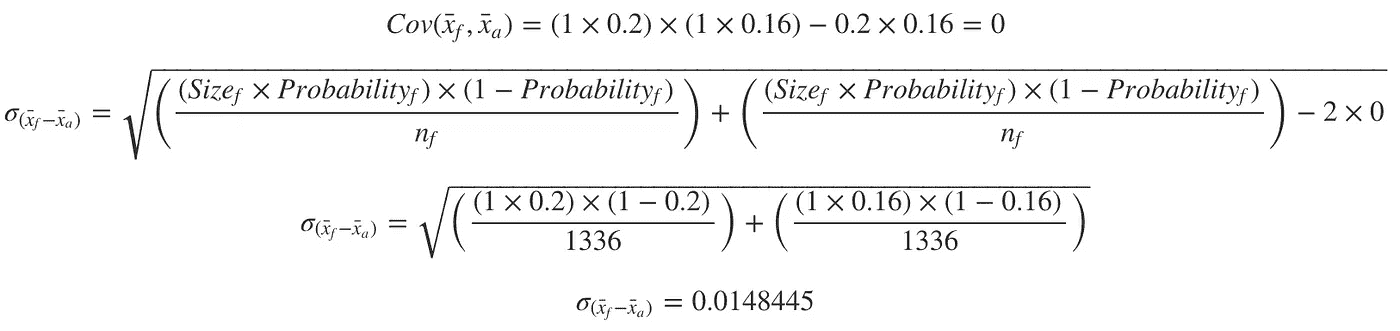 Cov(x̄_f, x̄_a) = (1 × 0.2) × (1 × 0.16) − 0.2 × 0.16 = 0
σ_(x̄_f−x̄_a) = √(((Size_f × Probability_f) × (1 − Probability_f) / n_f) + ((Size_f × Probability_f) × (1 − Probability_f) / n_f) − 2 × 0)
σ_(x̄_f−x̄_a) = √(((1 × 0.2) × (1 − 0.2) / 1336) + ((1 × 0.16) × (1 − 0.16) / 1336))
σ_(x̄_f−x̄_a) = 0.0148445